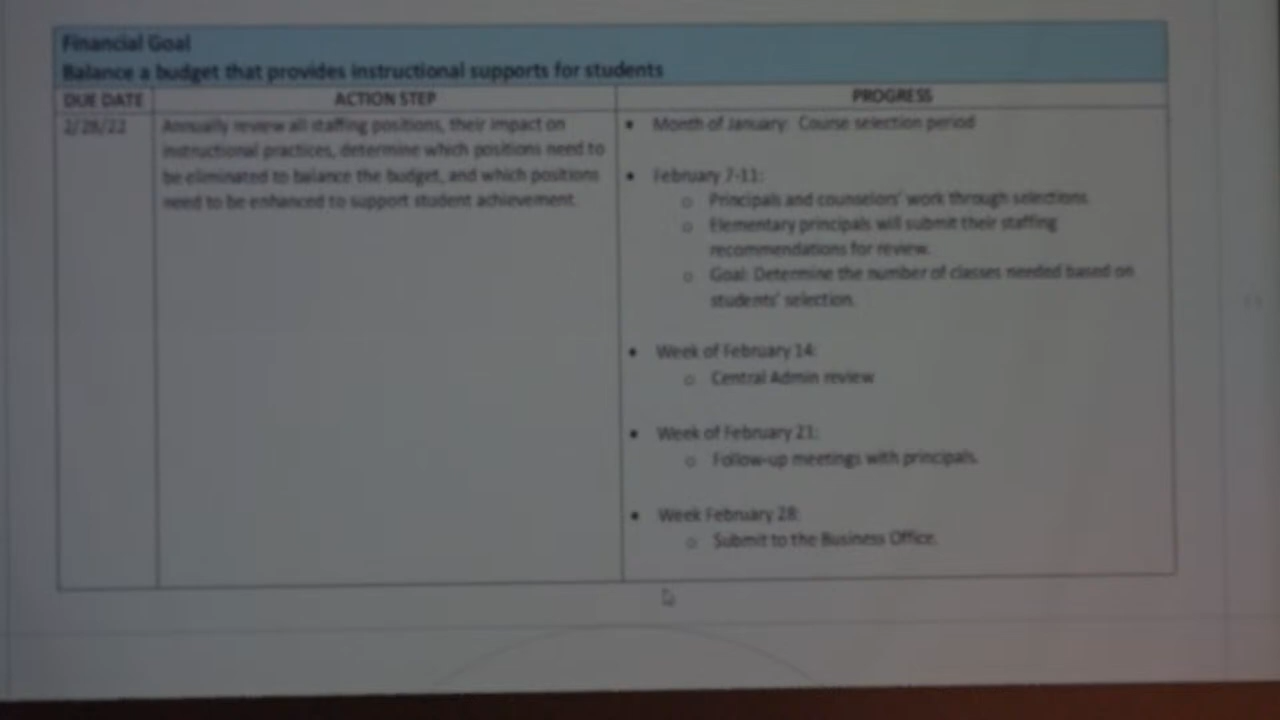 Financial Goal
Balance a budget that provides instructional supports for students
DUE DATE
ACTION STEP
PROGRESS
2/28/22
Annually review all staffing positions, their impact on
instructional practices, determine which positions need to
be eliminated to balance the budget, and which positions
need to be enhanced to support student achievement.
• Month of January: Course selection period
• February 7-11:
o Principals and counselors' work through selections.
o Elementary principals will submit their staffing
recommendations for review.
o Goal: Determine the number of classes needed based on
students' selection.
• Week of February 14:
o Central Admin review
• Week of February 21:
o Follow-up meetings with principals.
• Week February 28:
o Submit to the Business Office.